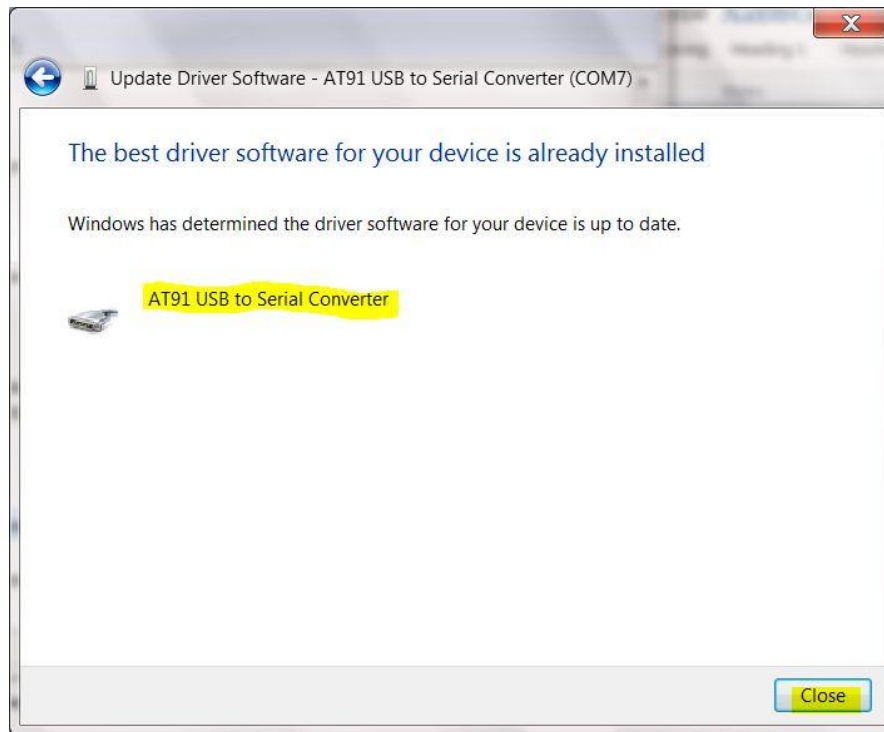 Update Driver Software - AT91 USB to Serial Converter (COM7)
The best driver software for your device is already installed
Windows has determined the driver software for your device is up to date.
AT91 USB to Serial Converter
Close